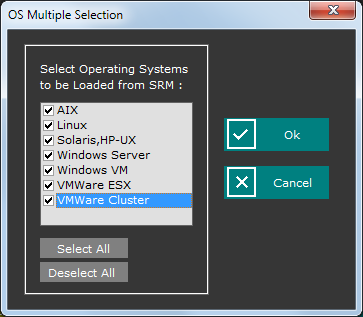 OS Multiple Selection
Select Operating Systems
to be Loaded from SRM :
AIX
Linux
Solaris,HP-UX
Windows Server
Windows VM
VMWare ESX
VMWare Cluster
Select All
Deselect All
Ok
Cancel